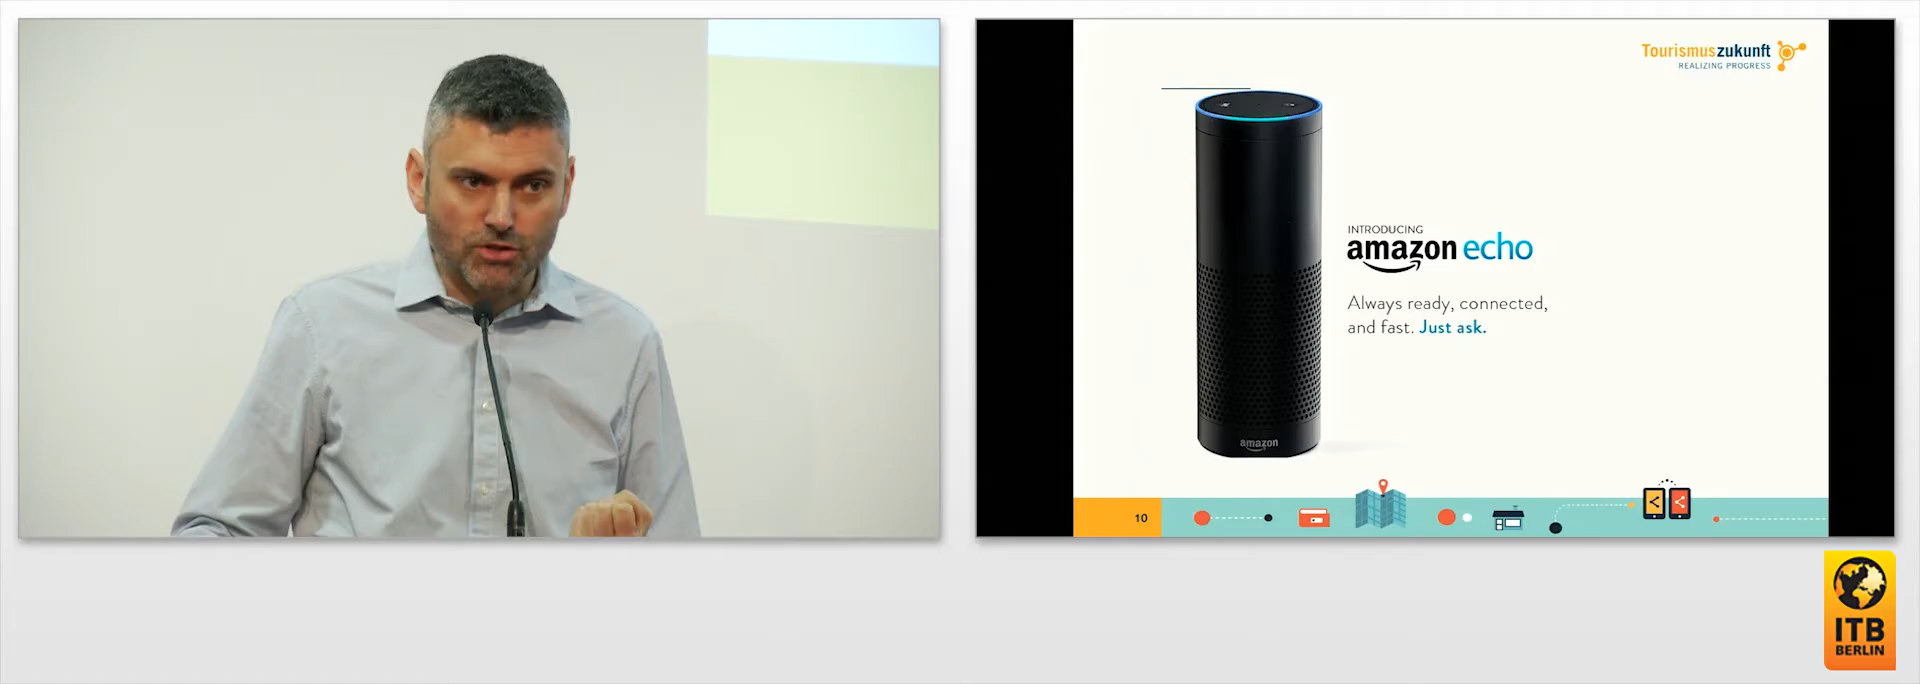 Tourismuszukunft
REALIZING PROGRESS
INTRODUCING
amazon echo
Always ready, connected,
and fast. Just ask.
amazon
10
ITB
BERLIN